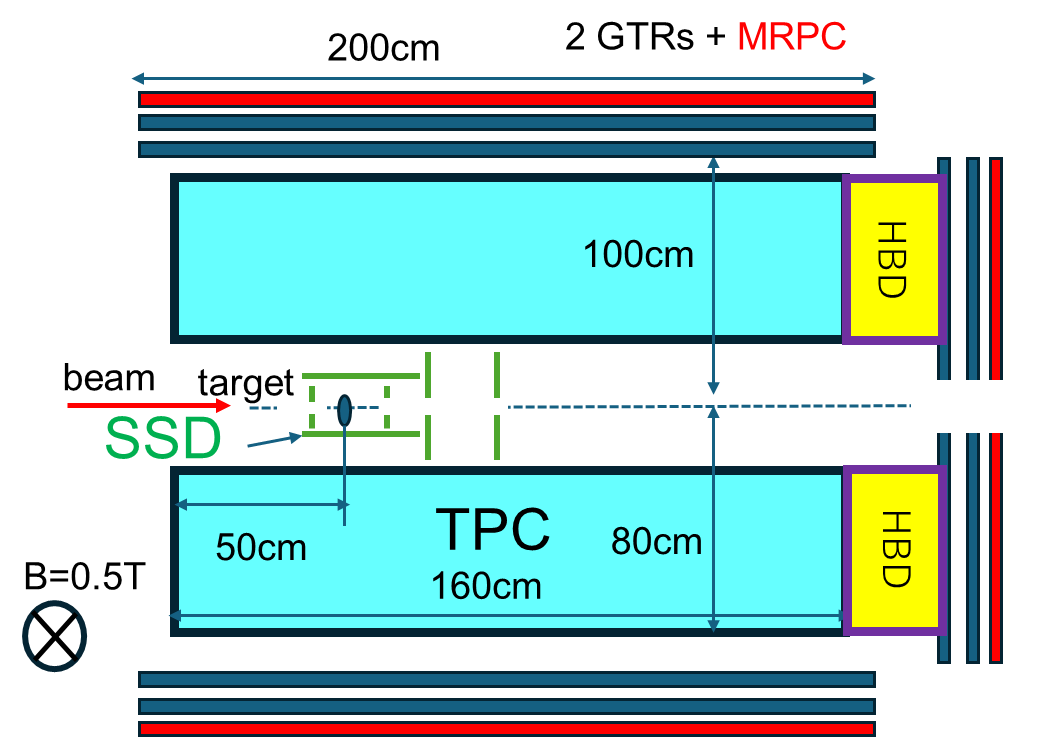 200cm
2 GTRs + MRPC
HBD
100cm
beam
target
SSD
TPC
50cm
80cm
HBD
160cm
B=0.5T